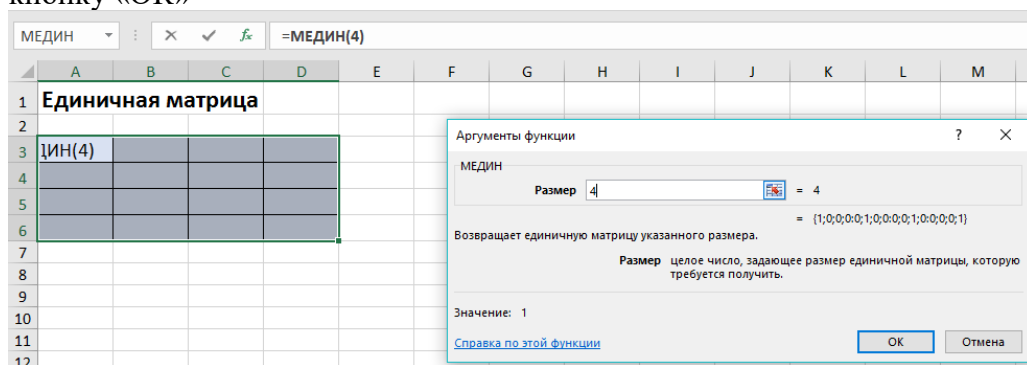 кнопку «ОК»
МЕДИН =МЕДИН(4)
A B C D E F G H I J K L M
1 Единичная матрица
2
3 ДИН(4)
4
5
6
7
8
9
10
11
12
Аргументы функции ? ×
МЕДИН
Размер 4 = 4
= {1;0;0;0:0;1;0;0:0;0;1;0:0;0;0;1}
Возвращает единичную матрицу указанного размера.
Размер целое число, задающее размер единичной матрицы, которую
требуется получить.
Значение: 1
Справка по этой функции ОК Отмена